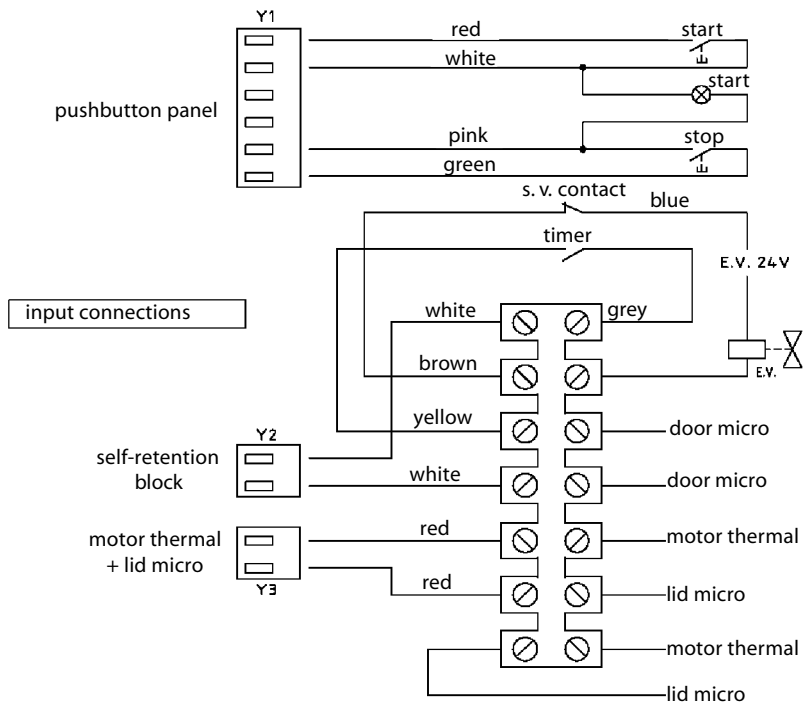 Y1
red
start
white
start
pushbutton panel
pink
stop
green
s. v. contact
blue
timer
E.V. 24V
input connections
white
grey
brown
E.V.
yellow
door micro
Y2
self-retention
block
white
door micro
motor thermal
+ lid micro
red
motor thermal
Y3
red
lid micro
motor thermal
lid micro